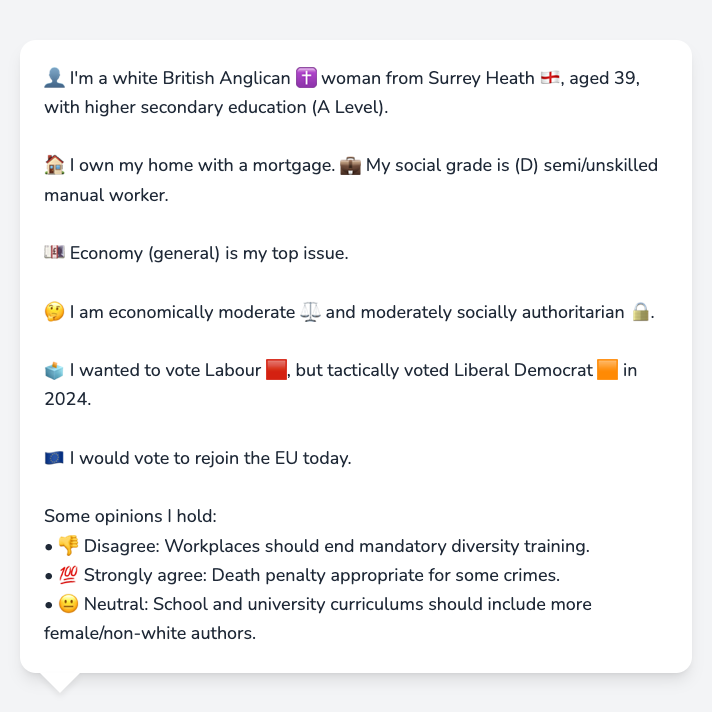 👤 I'm a white British Anglican ✝️ woman from Surrey Heath 🏴󠁧󠁢󠁥󠁮󠁧󠁿, aged 39,
with higher secondary education (A Level).
🏠 I own my home with a mortgage. 💼 My social grade is (D) semi/unskilled
manual worker.
💷 Economy (general) is my top issue.
🤔 I am economically moderate ⚖️ and moderately socially authoritarian 🔒.
🗳️ I wanted to vote Labour 🟥, but tactically voted Liberal Democrat 🟧 in
2024.
🇪🇺 I would vote to rejoin the EU today.
Some opinions I hold:
• 👎 Disagree: Workplaces should end mandatory diversity training.
• 💯 Strongly agree: Death penalty appropriate for some crimes.
• 😐 Neutral: School and university curriculums should include more
female/non-white authors.